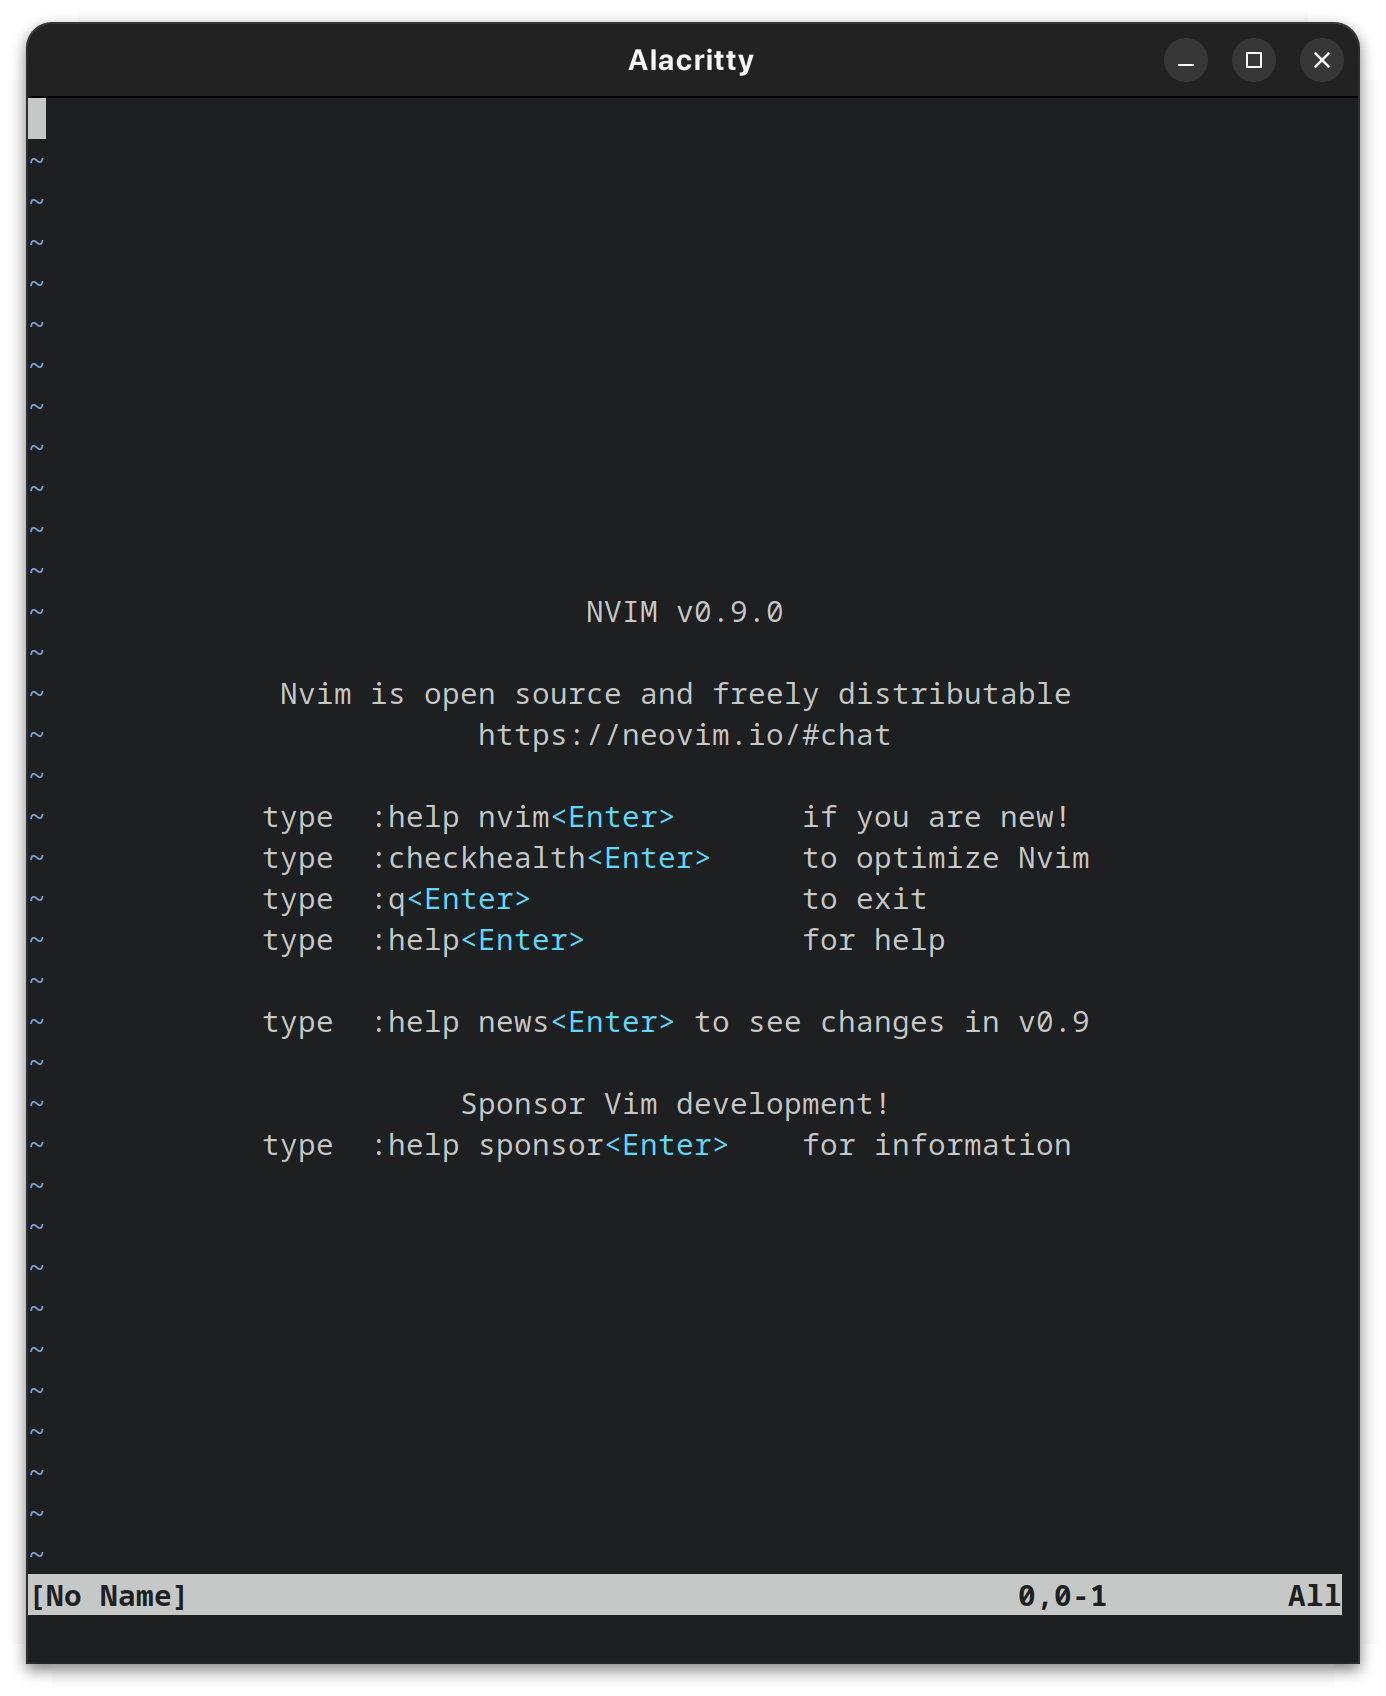 Alacritty
~
~
~
~
~
~
~
~
~
~
~
~ NVIM v0.9.0
~
~ Nvim is open source and freely distributable
~ https://neovim.io/#chat
~
~ type  :help nvim<Enter>       if you are new!
~ type  :checkhealth<Enter>     to optimize Nvim
~ type  :q<Enter>               to exit
~ type  :help<Enter>            for help
~
~ type  :help news<Enter> to see changes in v0.9
~
~ Sponsor Vim development!
~ type  :help sponsor<Enter>    for information
~
~
~
~
~
~
~
~
~
~
[No Name] 0,0-1 All